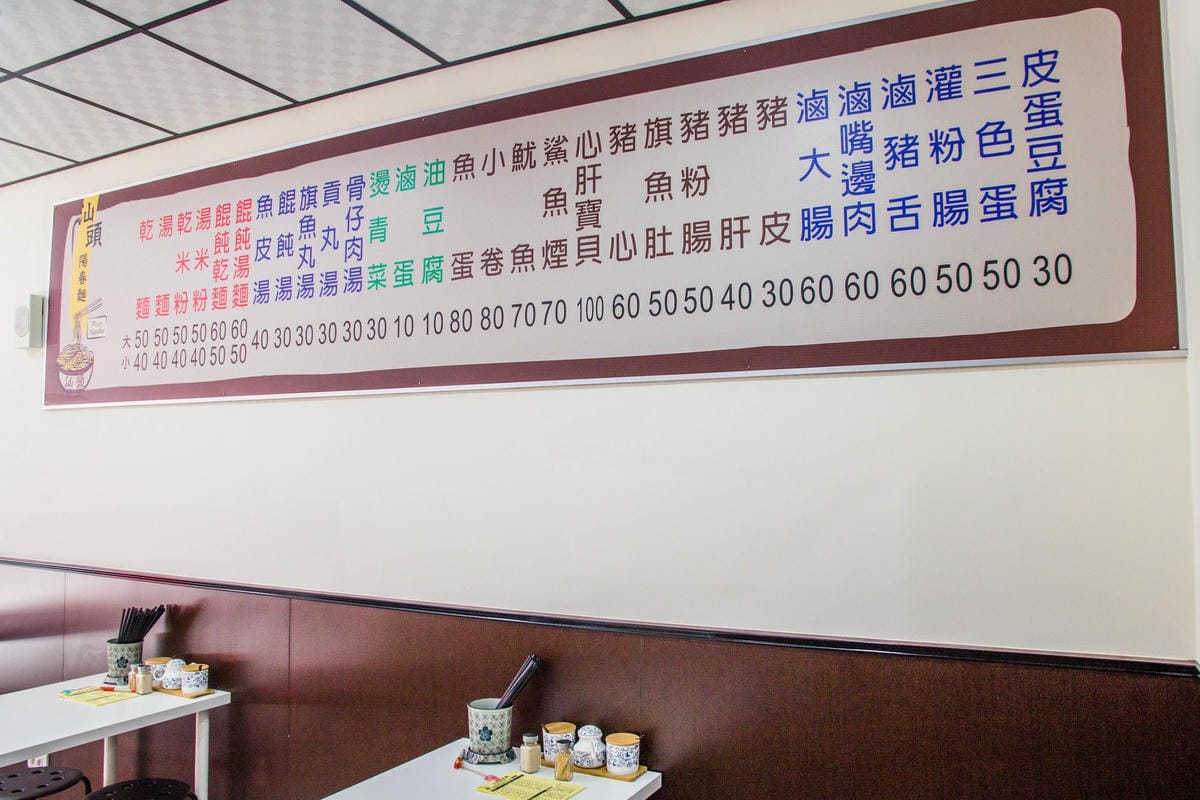 汕頭
陽春麵
Plain Noodle
汕頭
乾麵
湯麵
乾米粉
湯米粉
餛飩乾麵
餛飩湯麵
魚皮湯
餛飩湯
旗魚丸湯
貢丸湯
骨仔肉湯
燙青菜
滷蛋
油豆腐
魚蛋
小卷
魷魚
鯊魚煙
心肝寶貝
豬心
旗魚肚
豬粉腸
豬肝
豬皮
滷大腸
滷嘴邊肉
滷豬舌
灌粉腸
三色蛋
皮蛋豆腐
大 50 50 50 50 60 60 40 30 30 30 30 30 10 10 80 80 70 70 100 60 50 50 40 30 60 60 60 50 50 30
小 40 40 40 40 50 50